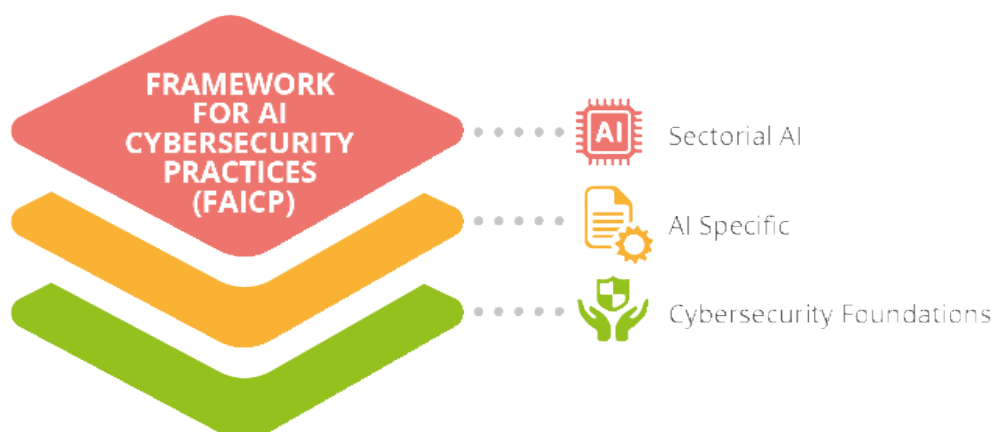 FRAMEWORK
FOR AI
CYBERSECURITY
PRACTICES
(FAICP)
AI
Sectorial AI
AI Specific
Cybersecurity Foundations